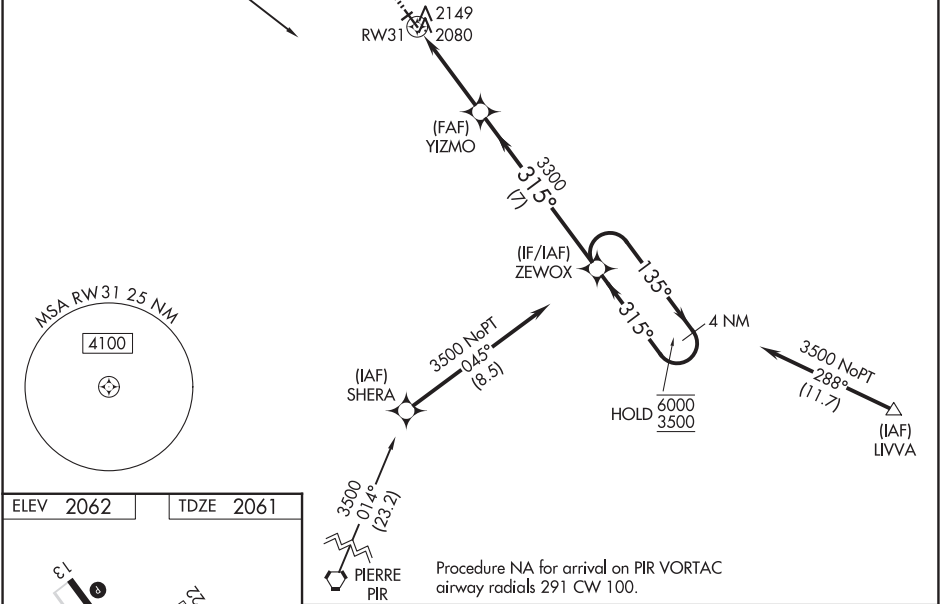 2149
RW31
2080
(FAF)
YIZMO
3300
315°
(7)
(IF/IAF)
ZEWOX
135°
315°
4 NM
MSA RW31 25 NM
4100
3500 NoPT
045°
(8.5)
(IAF)
SHERA
3500 NoPT
288°
(11.7)
HOLD
6000
3500
(IAF)
LIVVA
ELEV 2062
TDZE 2061
3500
014°
(23.2)
13
P
22
PIERRE
PIR
Procedure NA for arrival on PIR VORTAC
airway radials 291 CW 100.